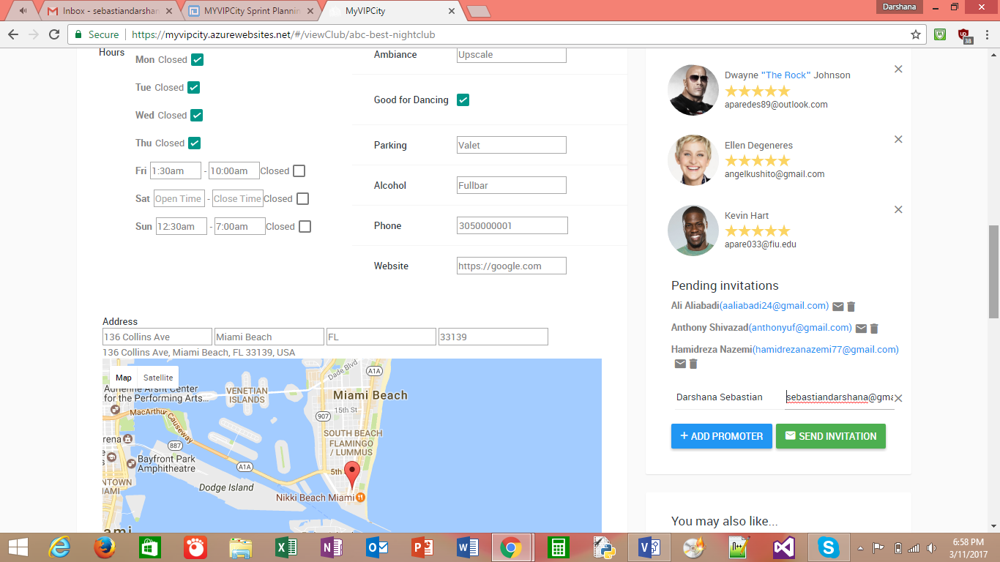 Darshana
Inbox - sebastiandarshan
MYVIPCity Sprint Plannin
MyVIPCity
Secure
https://myvipcity.azurewebsites.net/#/viewClub/abc-best-nightclub
38
Hours
Mon Closed
Tue Closed
Wed Closed
Thu Closed
Fri 1:30am - 10:00am Closed
Sat Open Time - Close Time Closed
Sun 12:30am - 7:00am Closed
Ambiance Upscale
Good for Dancing
Parking Valet
Alcohol Fullbar
Phone 3050000001
Website https://google.com
Address
136 Collins Ave Miami Beach FL 33139
136 Collins Ave, Miami Beach, FL 33139, USA
Map Satellite
Adrienne Arsht Center
for the Performing Arts...
VENETIAN
ISLANDS
Dade Blvd
A1A
Miami Beach
15th St
907
MacArthur Causeway
SOUTH BEACH
FLAMINGO
/ LUMMUS
rena
887
Bayfront Park
Amphitheatre
A1A
5th
NTOWN
IAMI
Dodge Island
Nikki Beach Miami
ami
Dwayne "The Rock" Johnson
aparedes89@outlook.com
Ellen Degeneres
angelkushito@gmail.com
Kevin Hart
apare033@fiu.edu
Pending invitations
Ali Aliabadi(aaliabadi24@gmail.com)
Anthony Shivazad(anthonyuf@gmail.com)
Hamidreza Nazemi(hamidrezanazemi77@gmail.com)
Darshana Sebastian sebastiandarshana@gma
+ ADD PROMOTER
SEND INVITATION
You may also like...
6:58 PM
3/11/2017